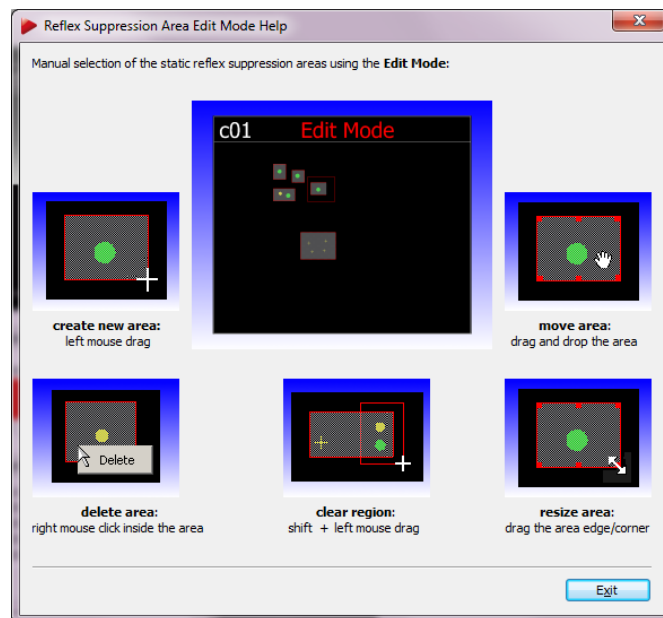 Reflex Suppression Area Edit Mode Help
Manual selection of the static reflex suppression areas using the Edit Mode:
c01 Edit Mode
create new area:
left mouse drag
move area:
drag and drop the area
Delete
delete area:
right mouse click inside the area
clear region:
shift + left mouse drag
resize area:
drag the area edge/corner
Exit